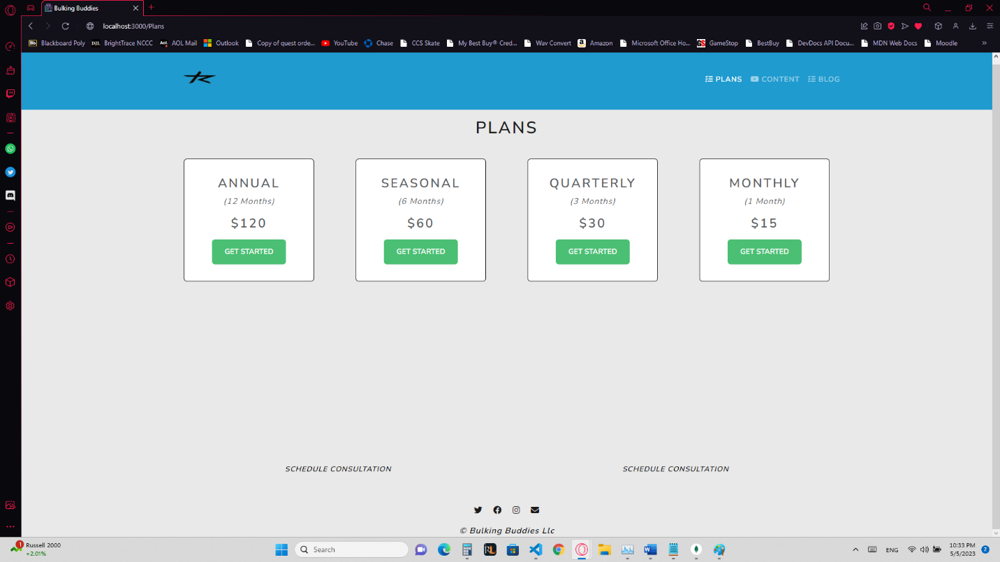 Bulking Buddies
localhost:3000/Plans
Bb Blackboard Poly DZL BrightTrace NCCC Aol. AOL Mail Outlook Copy of quest orde... YouTube Chase CCS Skate My Best Buy® Cred... Wav Convert a Amazon Microsoft Office Ho... GS GameStop BestBuy DevDocs API Docu... MDN Web Docs Moodle »
PLANS CONTENT BLOG
PLANS
ANNUAL
(12 Months)
$120
GET STARTED
SEASONAL
(6 Months)
$60
GET STARTED
QUARTERLY
(3 Months)
$30
GET STARTED
MONTHLY
(1 Month)
$15
GET STARTED
SCHEDULE CONSULTATION SCHEDULE CONSULTATION
© Bulking Buddies Llc
1 Russell 2000
+2.01%
Search
ENG
10:33 PM
5/5/2023
2